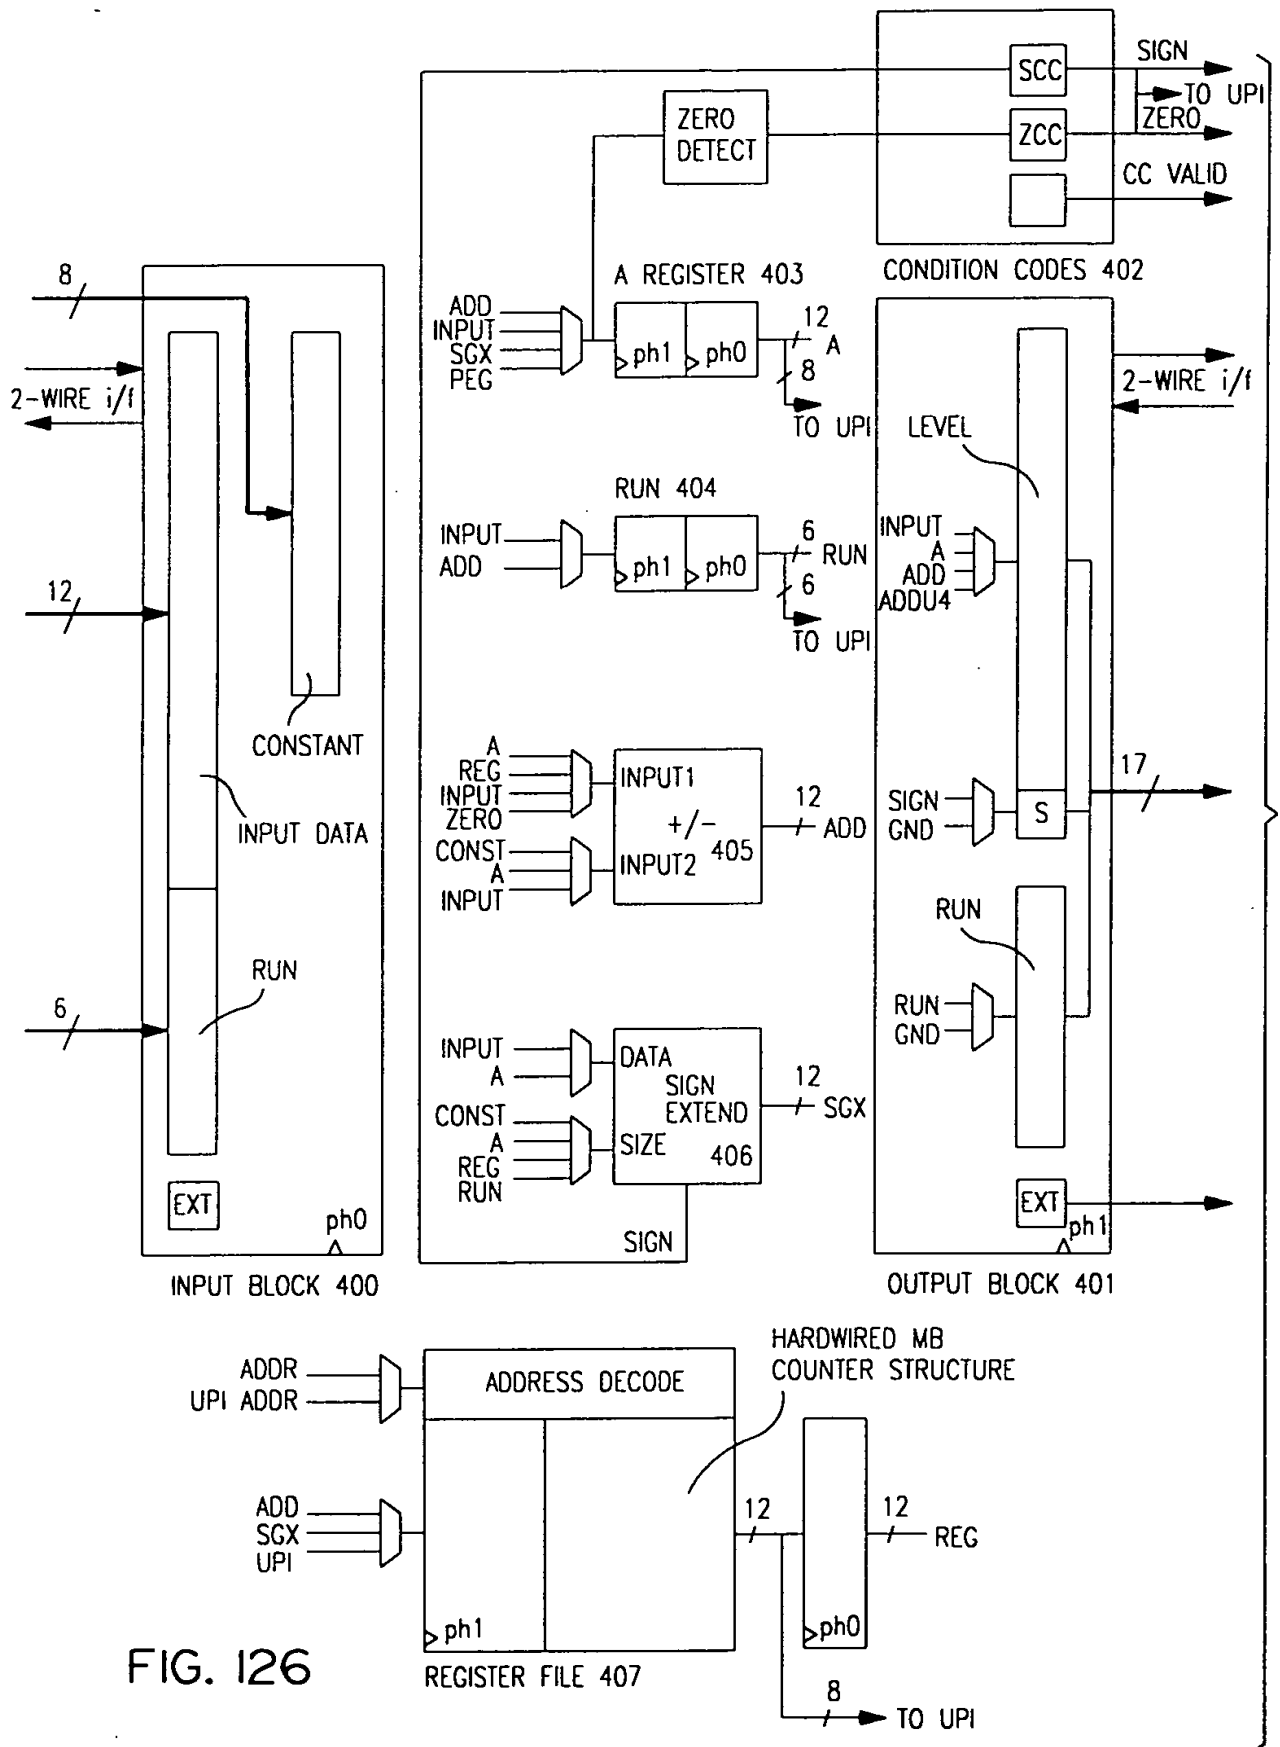 SIGN
SCC
TO UPI
ZERO
DETECT
ZCC
ZERO
CC VALID
CONDITION CODES 402
8
A REGISTER 403
ADD
INPUT
SGX
PEG
ph1
ph0
12
A
8
TO UPI
2-WIRE i/f
2-WIRE i/f
LEVEL
RUN 404
INPUT
ADD
ph1
ph0
6
RUN
6
TO UPI
INPUT
A
ADD
ADDU4
12
CONSTANT
INPUT DATA
A
REG
INPUT
ZERO
CONST
A
INPUT
INPUT1
+/-
405
INPUT2
12
ADD
SIGN
GND
S
17
RUN
6
RUN
RUN
GND
INPUT
A
CONST
A
REG
RUN
DATA
SIGN
EXTEND
SIZE
406
12
SGX
EXT
ph0
SIGN
EXT
ph1
INPUT BLOCK 400
OUTPUT BLOCK 401
HARDWIRED MB
COUNTER STRUCTURE
ADDR
UPI ADDR
ADDRESS DECODE
ADD
SGX
UPI
12
12
REG
ph1
ph0
FIG. 126
REGISTER FILE 407
8
TO UPI